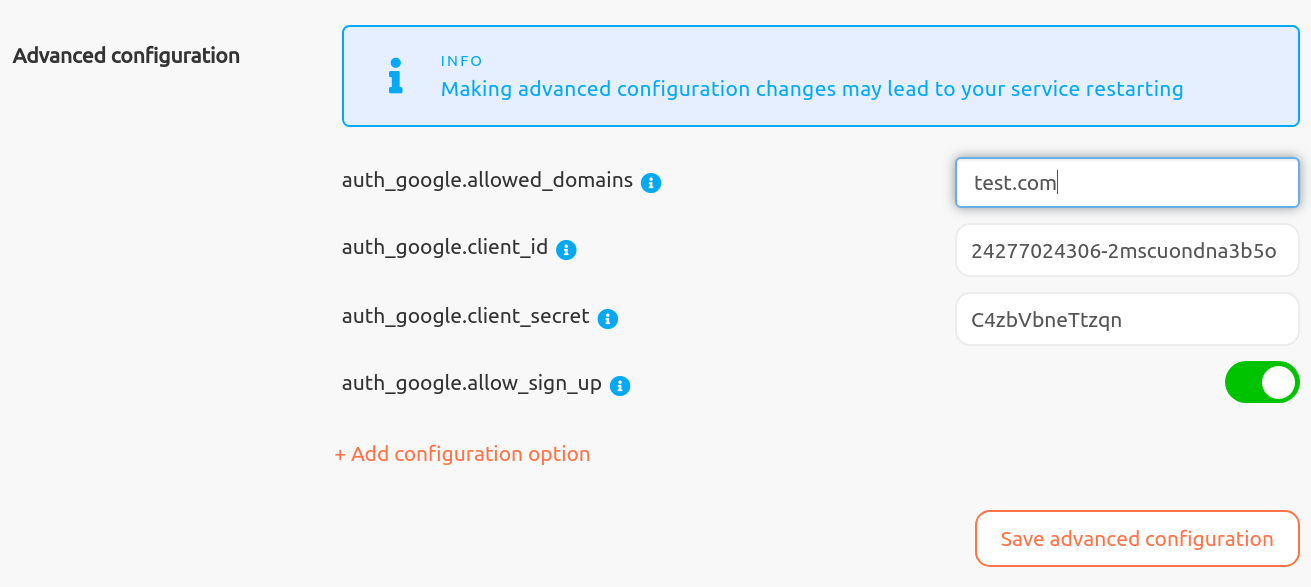 Advanced configuration
INFO
Making advanced configuration changes may lead to your service restarting
auth_google.allowed_domains
test.com
auth_google.client_id
24277024306-2mscuondna3b5o
auth_google.client_secret
C4zbVbneTtzqn
auth_google.allow_sign_up
+ Add configuration option
Save advanced configuration